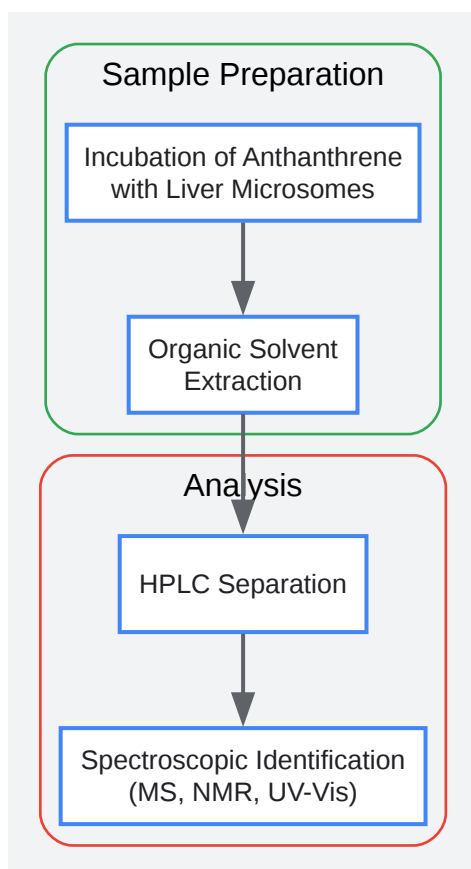 Sample Preparation
Incubation of Anthanthrene
with Liver Microsomes
Organic Solvent
Extraction
Analysis
HPLC Separation
Spectroscopic Identification
(MS, NMR, UV-Vis)